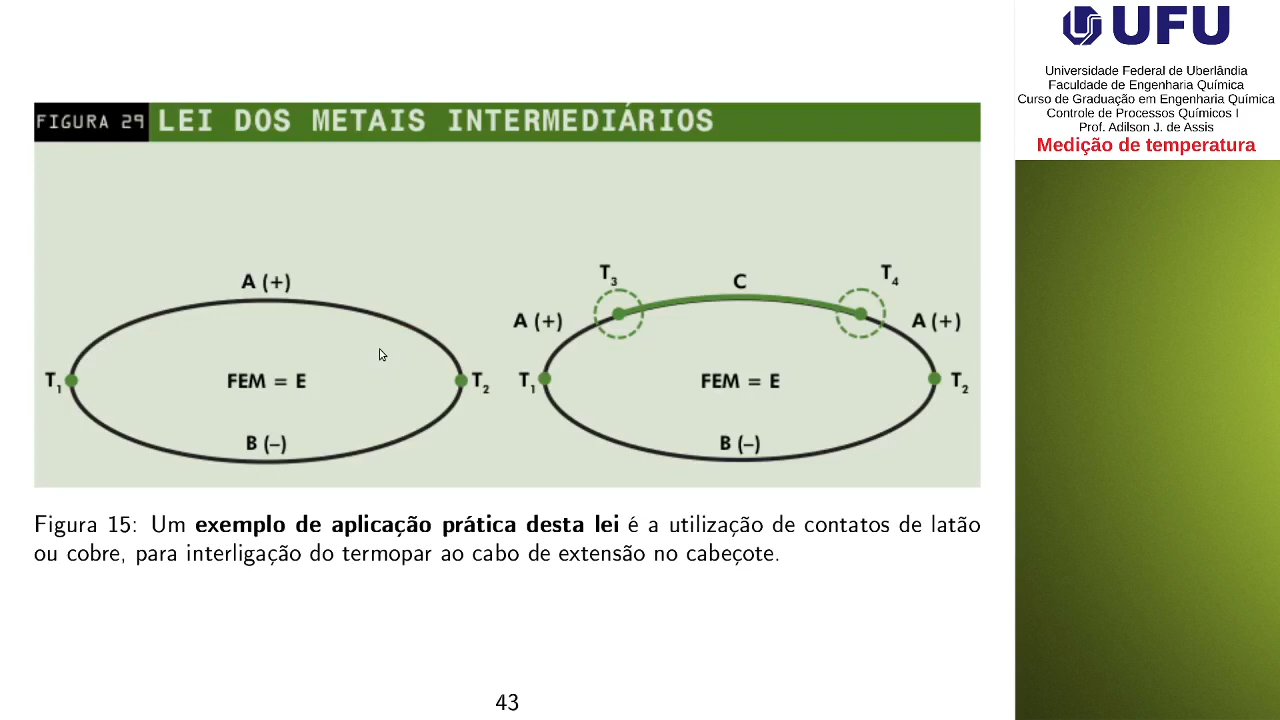 UFU
Universidade Federal de Uberlândia
Faculdade de Engenharia Química
Curso de Graduação em Engenharia Química
Controle de Processos Químicos I
Prof. Adilson J. de Assis
Medição de temperatura
FIGURA 29 LEI DOS METAIS INTERMEDIÁRIOS
A (+)
T1
FEM = E
T2
B (–)
T3
C
T4
A (+)
A (+)
T1
FEM = E
T2
B (–)
Figura 15: Um exemplo de aplicação prática desta lei é a utilização de contatos de latão
ou cobre, para interligação do termopar ao cabo de extensão no cabeçote.
43